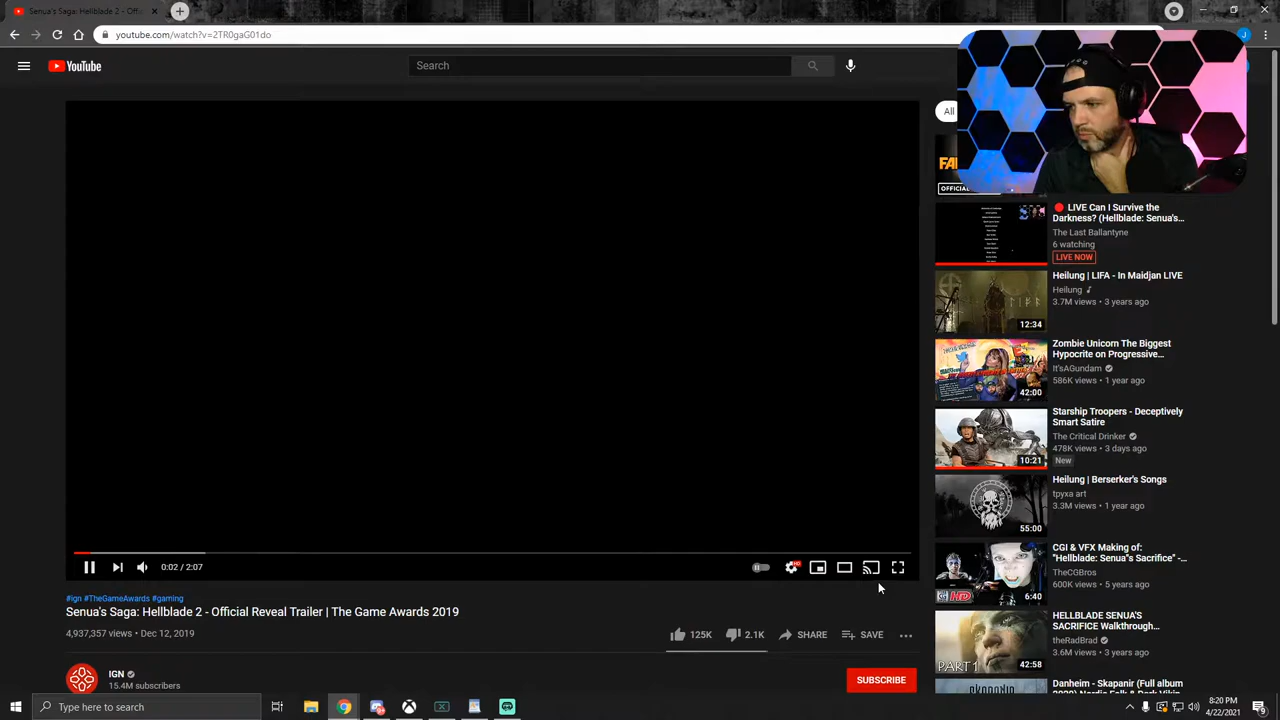 Senua's Saga: Hellblade 2 - Offi...
youtube.com/watch?v=2TR0gaG01do
J
YouTube
Search
All
FA
OFFICIAL
LIVE Can I Survive the
Darkness? (Hellblade: Senua's...
The Last Ballantyne
6 watching
LIVE NOW
Heilung | LIFA - In Maidjan LIVE
Heilung
3.7M views • 3 years ago
12:34
Zombie Unicorn The Biggest
Hypocrite on Progressive...
It'sAGundam
586K views • 1 year ago
42:00
Starship Troopers - Deceptively
Smart Satire
The Critical Drinker
478K views • 3 days ago
New
10:21
Heilung | Berserker's Songs
tpyxa art
3.3M views • 1 year ago
55:00
CGI & VFX Making of:
"Hellblade: Senua"s Sacrifice" -...
TheCGBros
600K views • 5 years ago
HD
6:40
HELLBLADE SENUA'S
SACRIFICE Walkthrough...
theRadBrad
3.6M views • 3 years ago
PART 1
42:58
Danheim - Skapanir (Full album
0:02 / 2:07
HD
#ign #TheGameAwards #gaming
Senua's Saga: Hellblade 2 - Official Reveal Trailer | The Game Awards 2019
4,937,357 views • Dec 12, 2019
125K
2.1K
SHARE
SAVE
IGN
15.4M subscribers
SUBSCRIBE
Type here to search
8:20 PM
4/22/2021